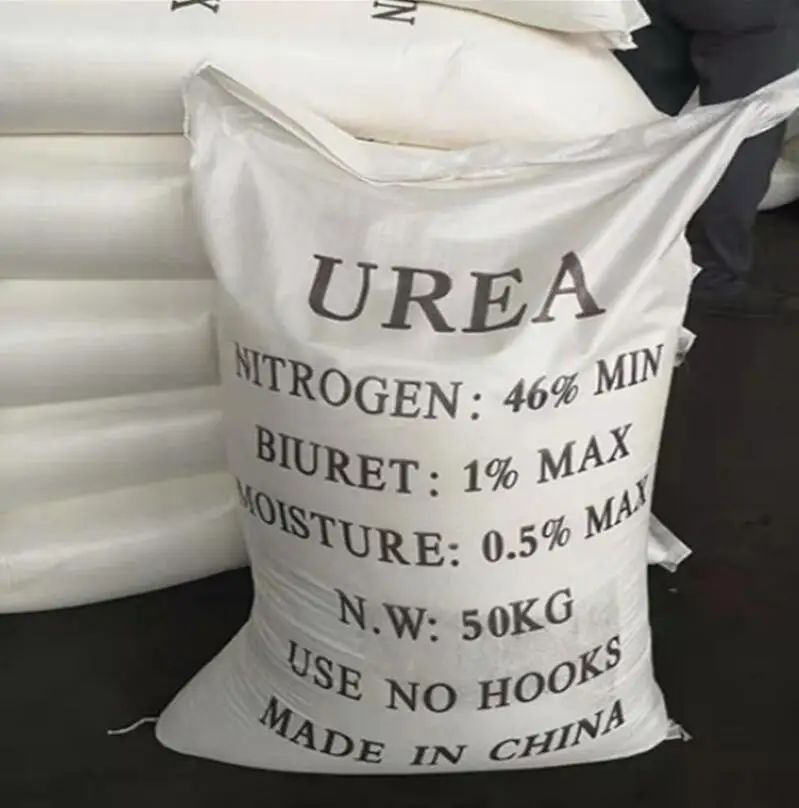 UREA
NITROGEN: 46% MIN
BIURET: 1% MAX
MOISTURE: 0.5% MAX
N.W: 50KG
USE NO HOOKS
MADE IN CHINA